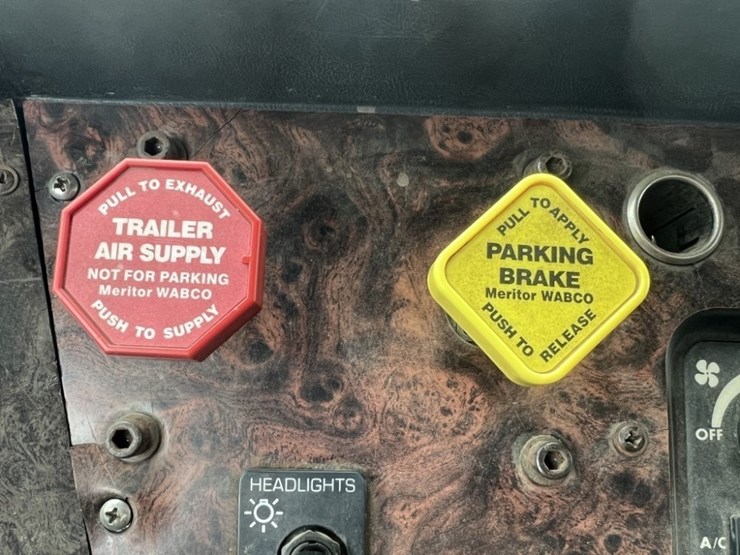 PULL TO EXHAUST
TRAILER
AIR SUPPLY
NOT FOR PARKING
Meritor WABCO
PUSH TO SUPPLY
PULL TO APPLY
PARKING
BRAKE
Meritor WABCO
PUSH TO RELEASE
HEADLIGHTS
OFF
A/C